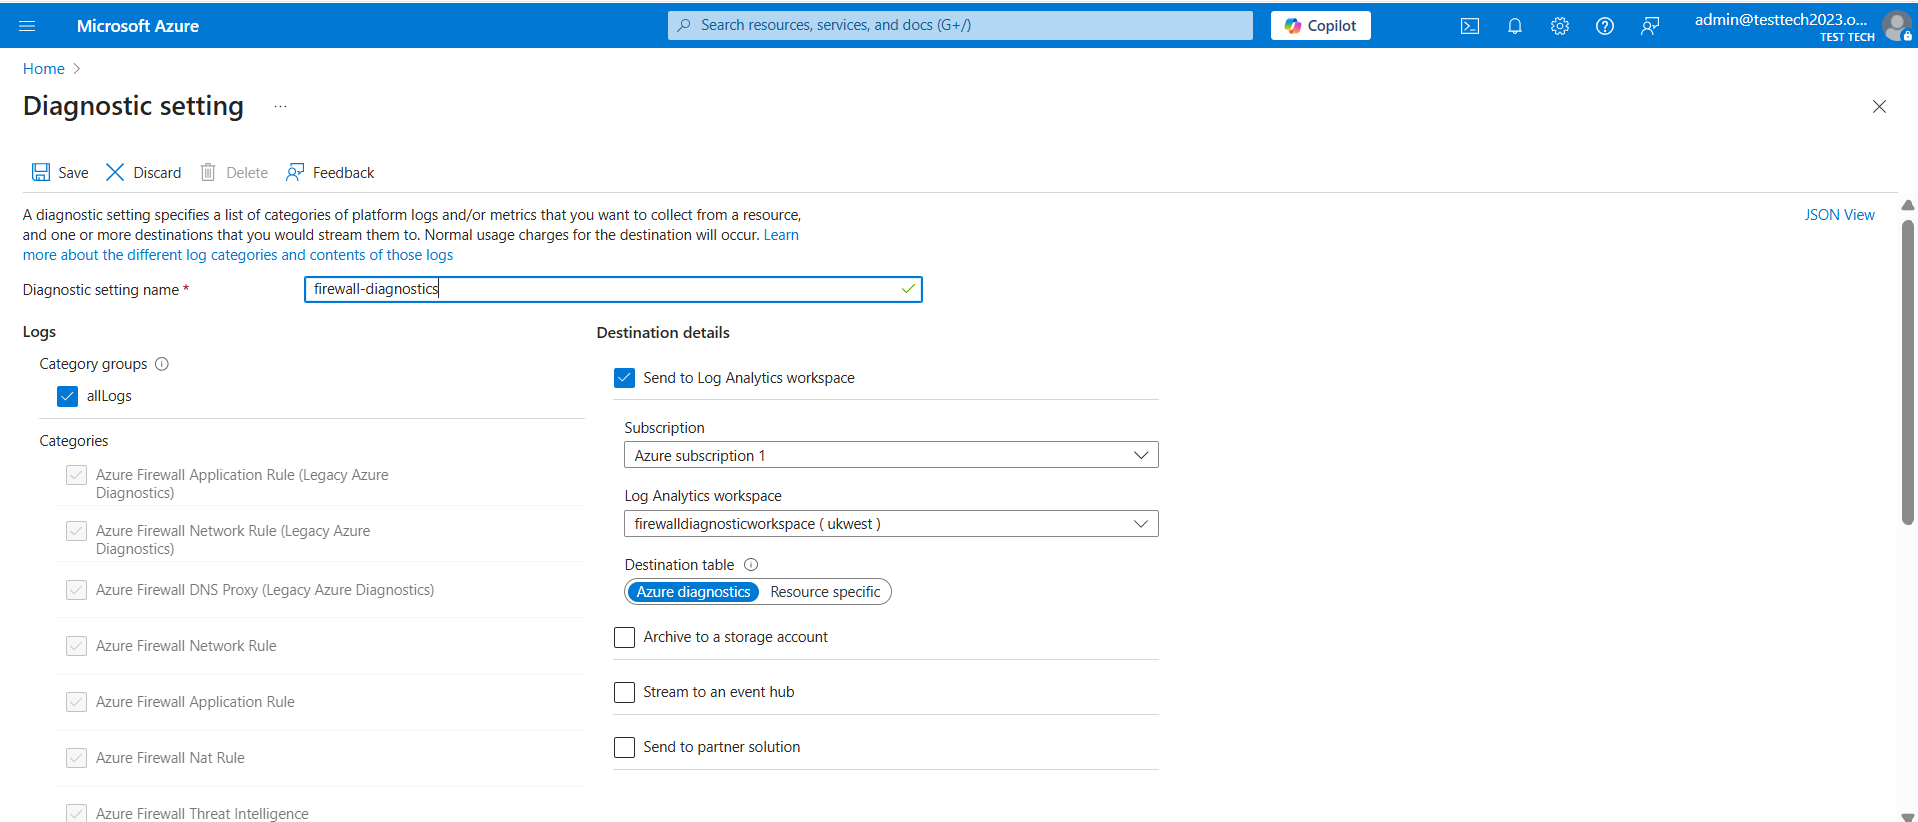 Microsoft Azure
Search resources, services, and docs (G+/)
Copilot
admin@testtech2023.o...
TEST TECH
Home
Diagnostic setting
...
Save
Discard
Delete
Feedback
A diagnostic setting specifies a list of categories of platform logs and/or metrics that you want to collect from a resource,
and one or more destinations that you would stream them to. Normal usage charges for the destination will occur. Learn
more about the different log categories and contents of those logs
JSON View
Diagnostic setting name *
firewall-diagnostics
Logs
Category groups
allLogs
Categories
Azure Firewall Application Rule (Legacy Azure
Diagnostics)
Azure Firewall Network Rule (Legacy Azure
Diagnostics)
Azure Firewall DNS Proxy (Legacy Azure Diagnostics)
Azure Firewall Network Rule
Azure Firewall Application Rule
Azure Firewall Nat Rule
Azure Firewall Threat Intelligence
Destination details
Send to Log Analytics workspace
Subscription
Azure subscription 1
Log Analytics workspace
firewalldiagnosticworkspace ( ukwest )
Destination table
Azure diagnostics
Resource specific
Archive to a storage account
Stream to an event hub
Send to partner solution